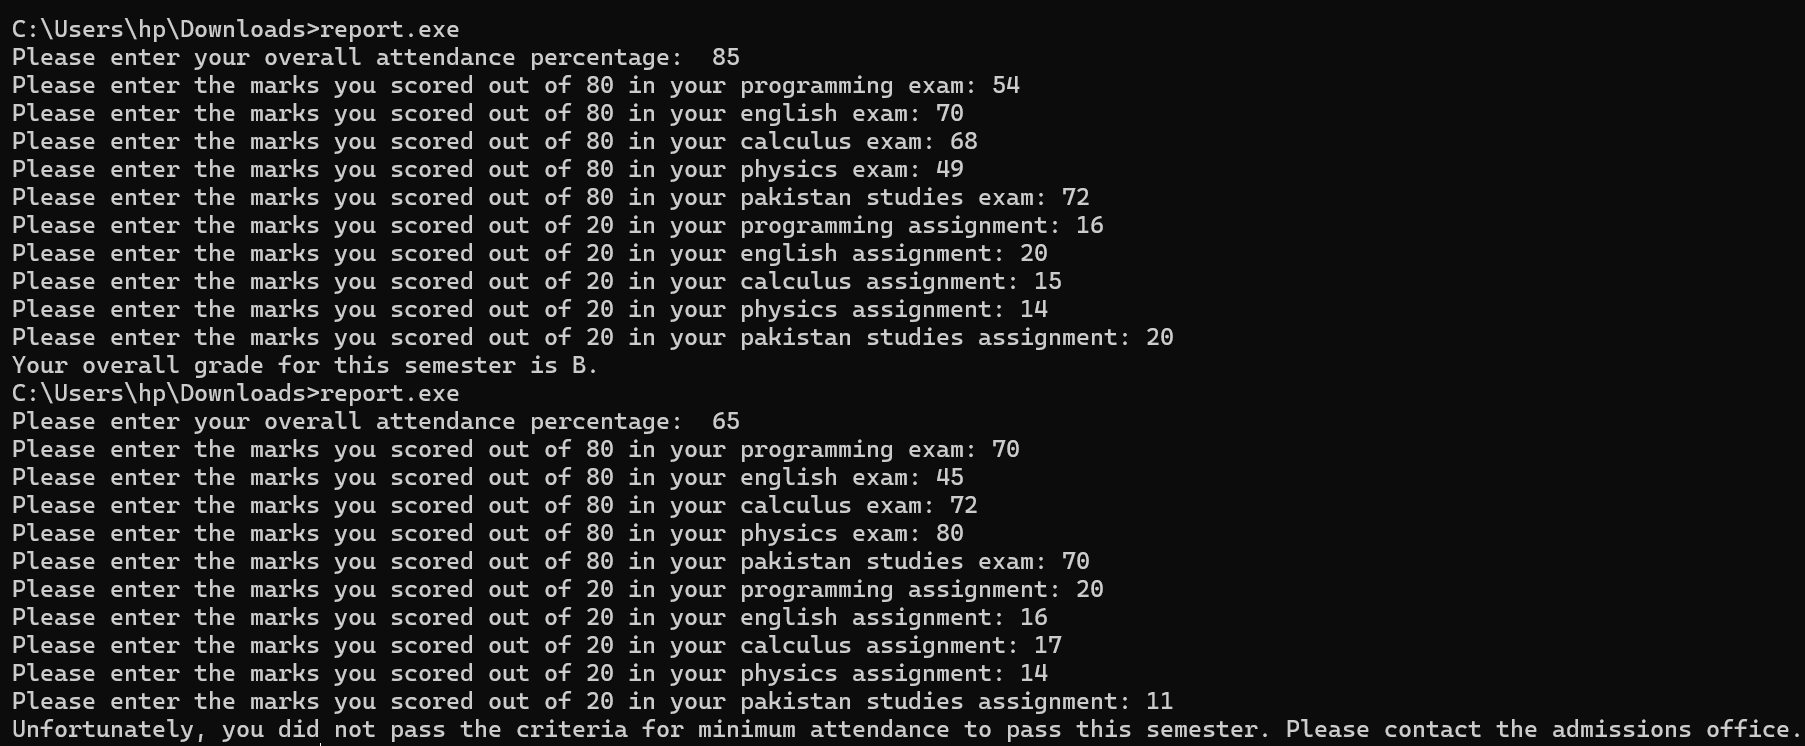 C:\Users\hp\Downloads>report.exe
Please enter your overall attendance percentage:  85
Please enter the marks you scored out of 80 in your programming exam: 54
Please enter the marks you scored out of 80 in your english exam: 70
Please enter the marks you scored out of 80 in your calculus exam: 68
Please enter the marks you scored out of 80 in your physics exam: 49
Please enter the marks you scored out of 80 in your pakistan studies exam: 72
Please enter the marks you scored out of 20 in your programming assignment: 16
Please enter the marks you scored out of 20 in your english assignment: 20
Please enter the marks you scored out of 20 in your calculus assignment: 15
Please enter the marks you scored out of 20 in your physics assignment: 14
Please enter the marks you scored out of 20 in your pakistan studies assignment: 20
Your overall grade for this semester is B.
C:\Users\hp\Downloads>report.exe
Please enter your overall attendance percentage:  65
Please enter the marks you scored out of 80 in your programming exam: 70
Please enter the marks you scored out of 80 in your english exam: 45
Please enter the marks you scored out of 80 in your calculus exam: 72
Please enter the marks you scored out of 80 in your physics exam: 80
Please enter the marks you scored out of 80 in your pakistan studies exam: 70
Please enter the marks you scored out of 20 in your programming assignment: 20
Please enter the marks you scored out of 20 in your english assignment: 16
Please enter the marks you scored out of 20 in your calculus assignment: 17
Please enter the marks you scored out of 20 in your physics assignment: 14
Please enter the marks you scored out of 20 in your pakistan studies assignment: 11
Unfortunately, you did not pass the criteria for minimum attendance to pass this semester. Please contact the admissions office.